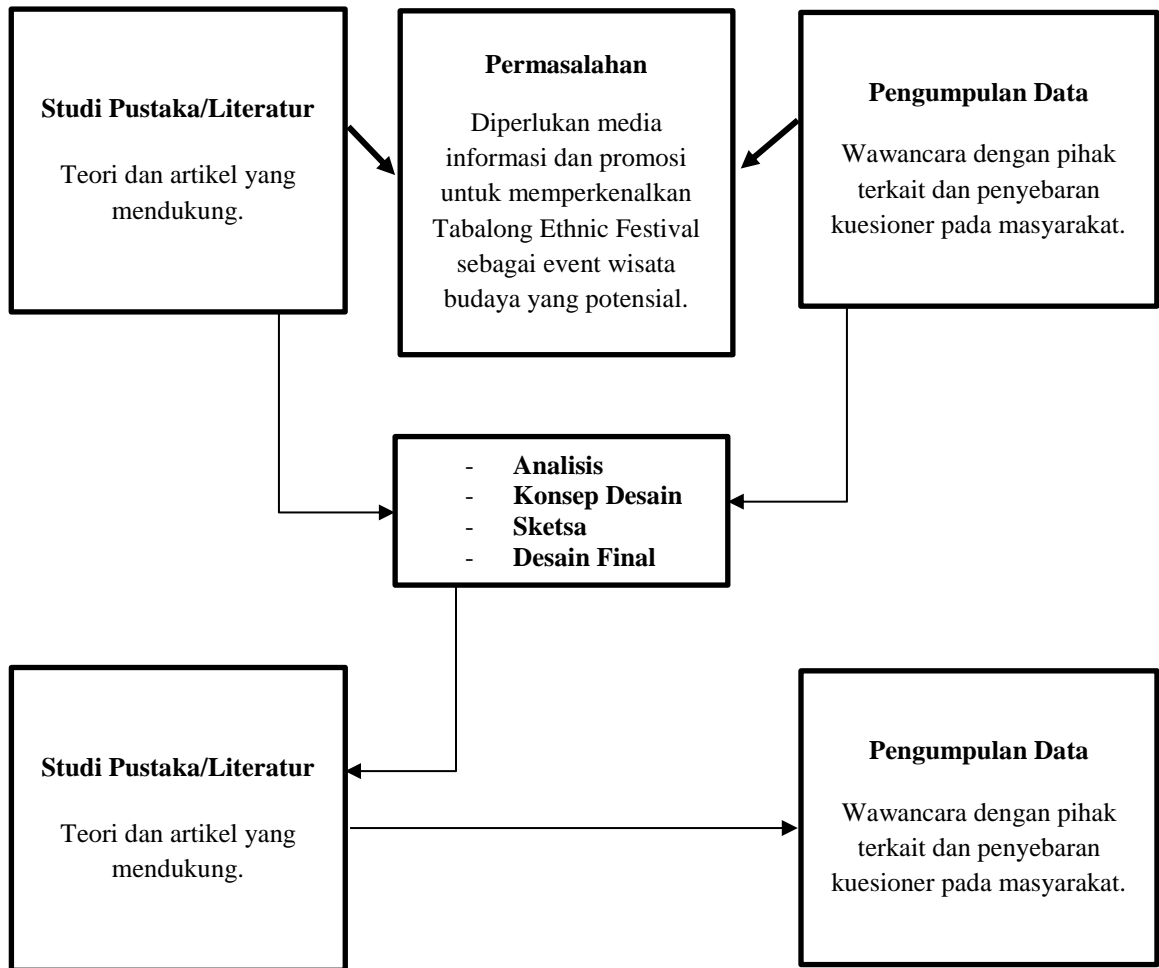 Studi Pustaka/Literatur
Teori dan artikel yang
mendukung.
Permasalahan
Diperlukan media
informasi dan promosi
untuk memperkenalkan
Tabalong Ethnic Festival
sebagai event wisata
budaya yang potensial.
Pengumpulan Data
Wawancara dengan pihak
terkait dan penyebaran
kuesioner pada masyarakat.
- Analisis
- Konsep Desain
- Sketsa
- Desain Final
Studi Pustaka/Literatur
Teori dan artikel yang
mendukung.
Pengumpulan Data
Wawancara dengan pihak
terkait dan penyebaran
kuesioner pada masyarakat.